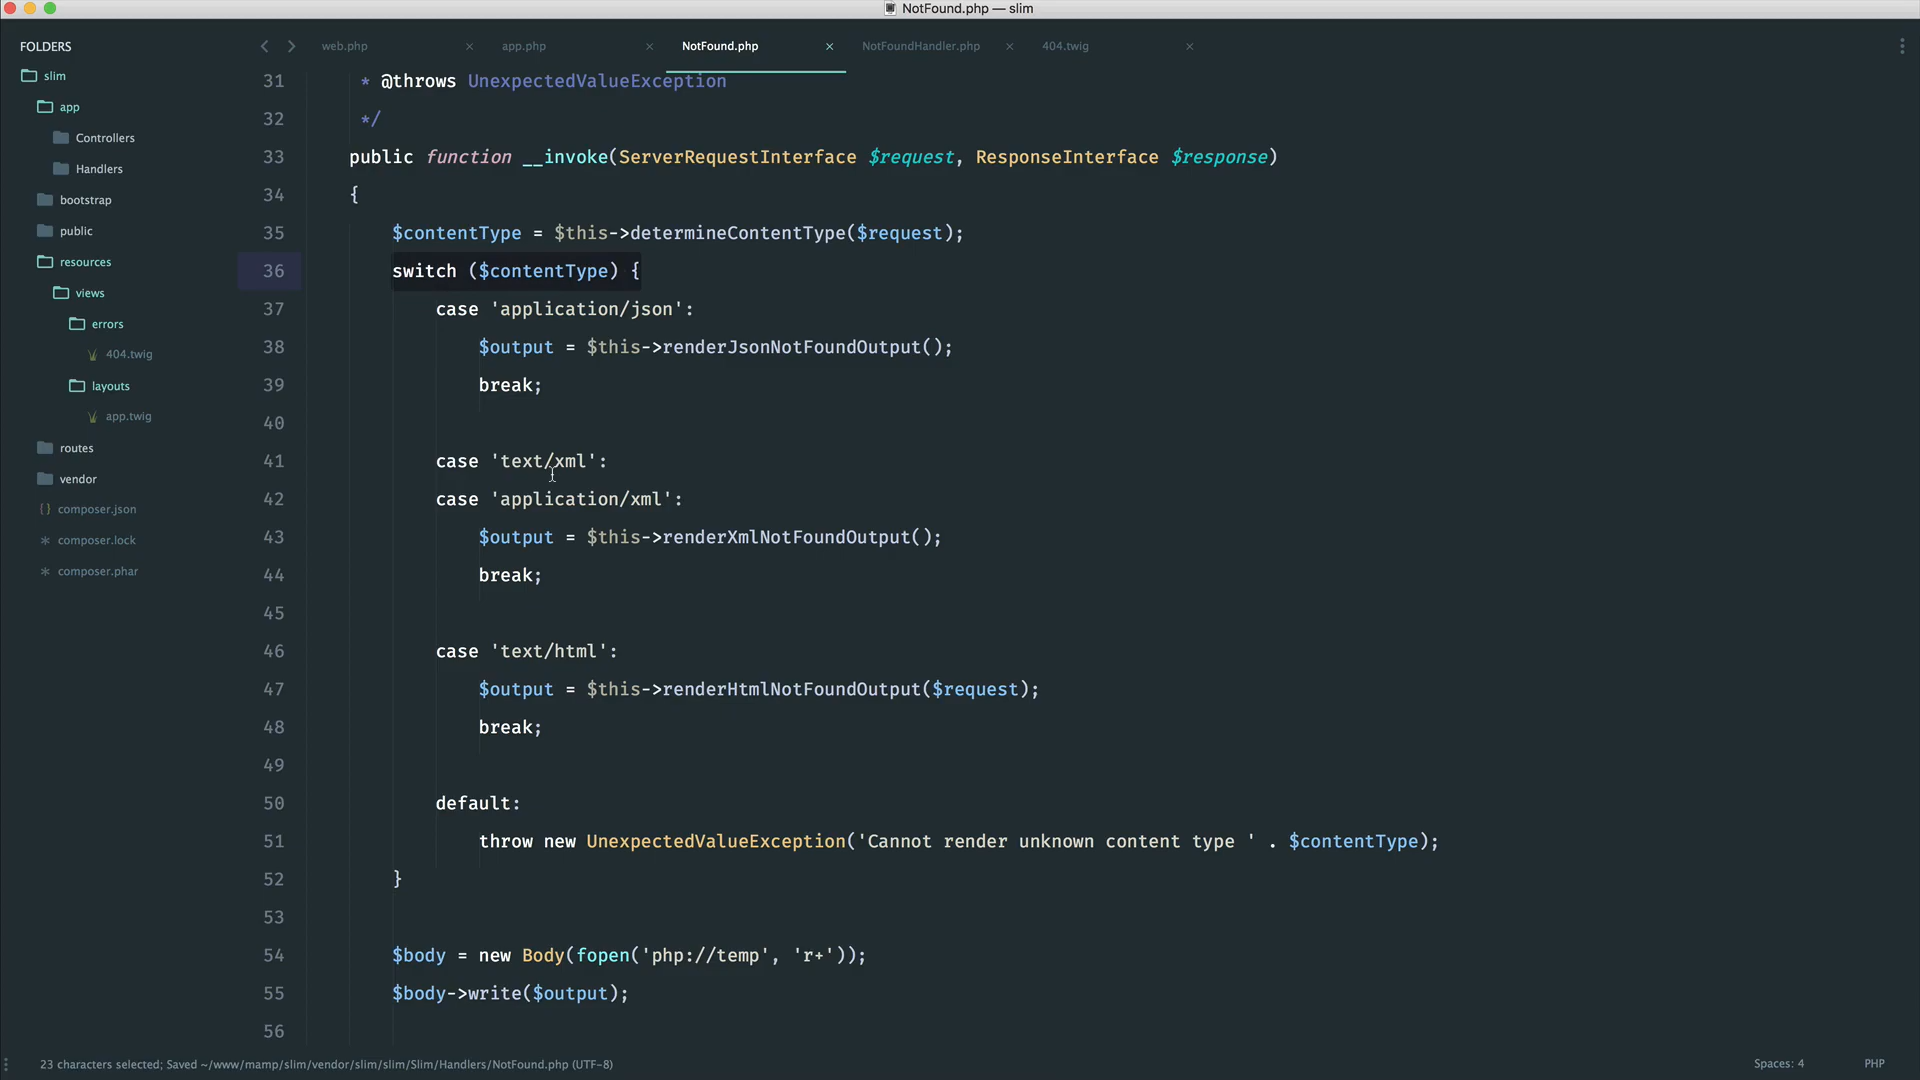 NotFound.php — slim
FOLDERS
slim
app
Controllers
Handlers
bootstrap
public
resources
views
errors
404.twig
layouts
app.twig
routes
vendor
composer.json
composer.lock
composer.phar
web.php
app.php
NotFound.php
NotFoundHandler.php
404.twig
31 * @throws UnexpectedValueException
32 */
33 public function __invoke(ServerRequestInterface $request, ResponseInterface $response)
34 {
35 $contentType = $this->determineContentType($request);
36 switch ($contentType) {
37 case 'application/json':
38 $output = $this->renderJsonNotFoundOutput();
39 break;
40
41 case 'text/xml':
42 case 'application/xml':
43 $output = $this->renderXmlNotFoundOutput();
44 break;
45
46 case 'text/html':
47 $output = $this->renderHtmlNotFoundOutput($request);
48 break;
49
50 default:
51 throw new UnexpectedValueException('Cannot render unknown content type ' . $contentType);
52 }
53
54 $body = new Body(fopen('php://temp', 'r+'));
55 $body->write($output);
56
23 characters selected; Saved ~/www/mamp/slim/vendor/slim/slim/Slim/Handlers/NotFound.php (UTF-8)
Spaces: 4
PHP